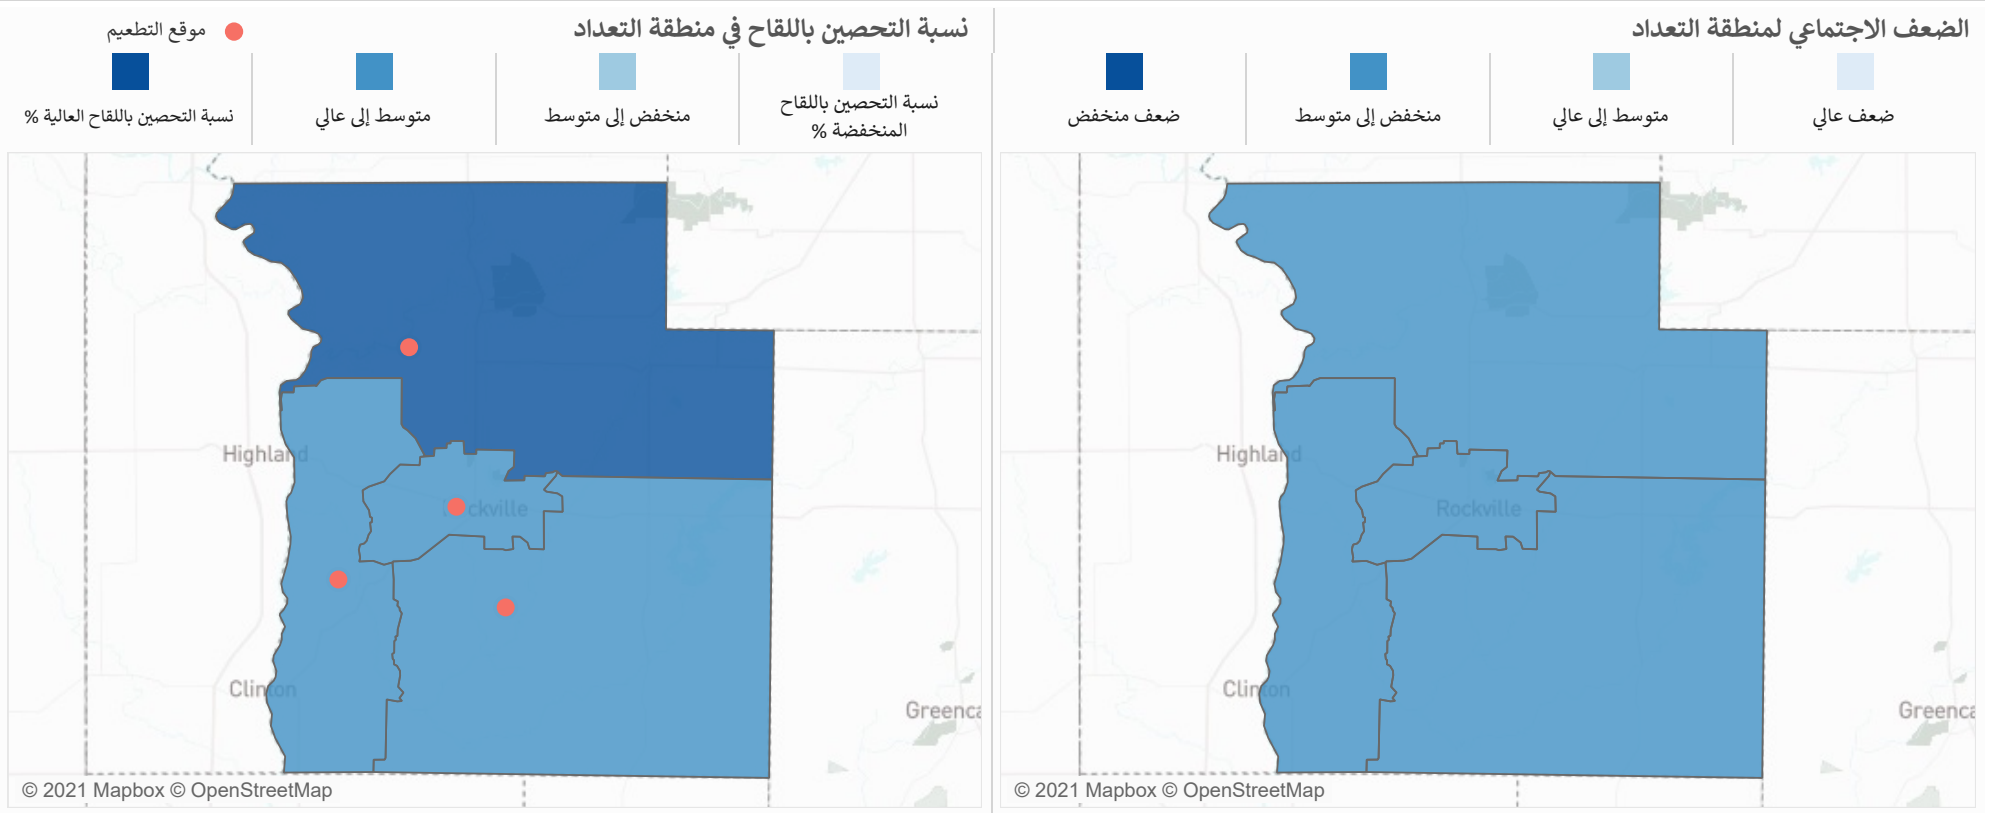 الضعف الاجتماعي لمنطقة التعداد
ضعف عالي
متوسط إلى عالي
منخفض إلى متوسط
ضعف منخفض
Highland
Rockville
Clinton
Greenca
© 2021 Mapbox © OpenStreetMap
نسبة التحصين باللقاح في منطقة التعداد
موقع التطعيم
نسبة التحصين باللقاح
المنخفضة %
منخفض إلى متوسط
متوسط إلى عالي
نسبة التحصين باللقاح العالية %
Highland
ckville
Clinton
Greenca
© 2021 Mapbox © OpenStreetMap